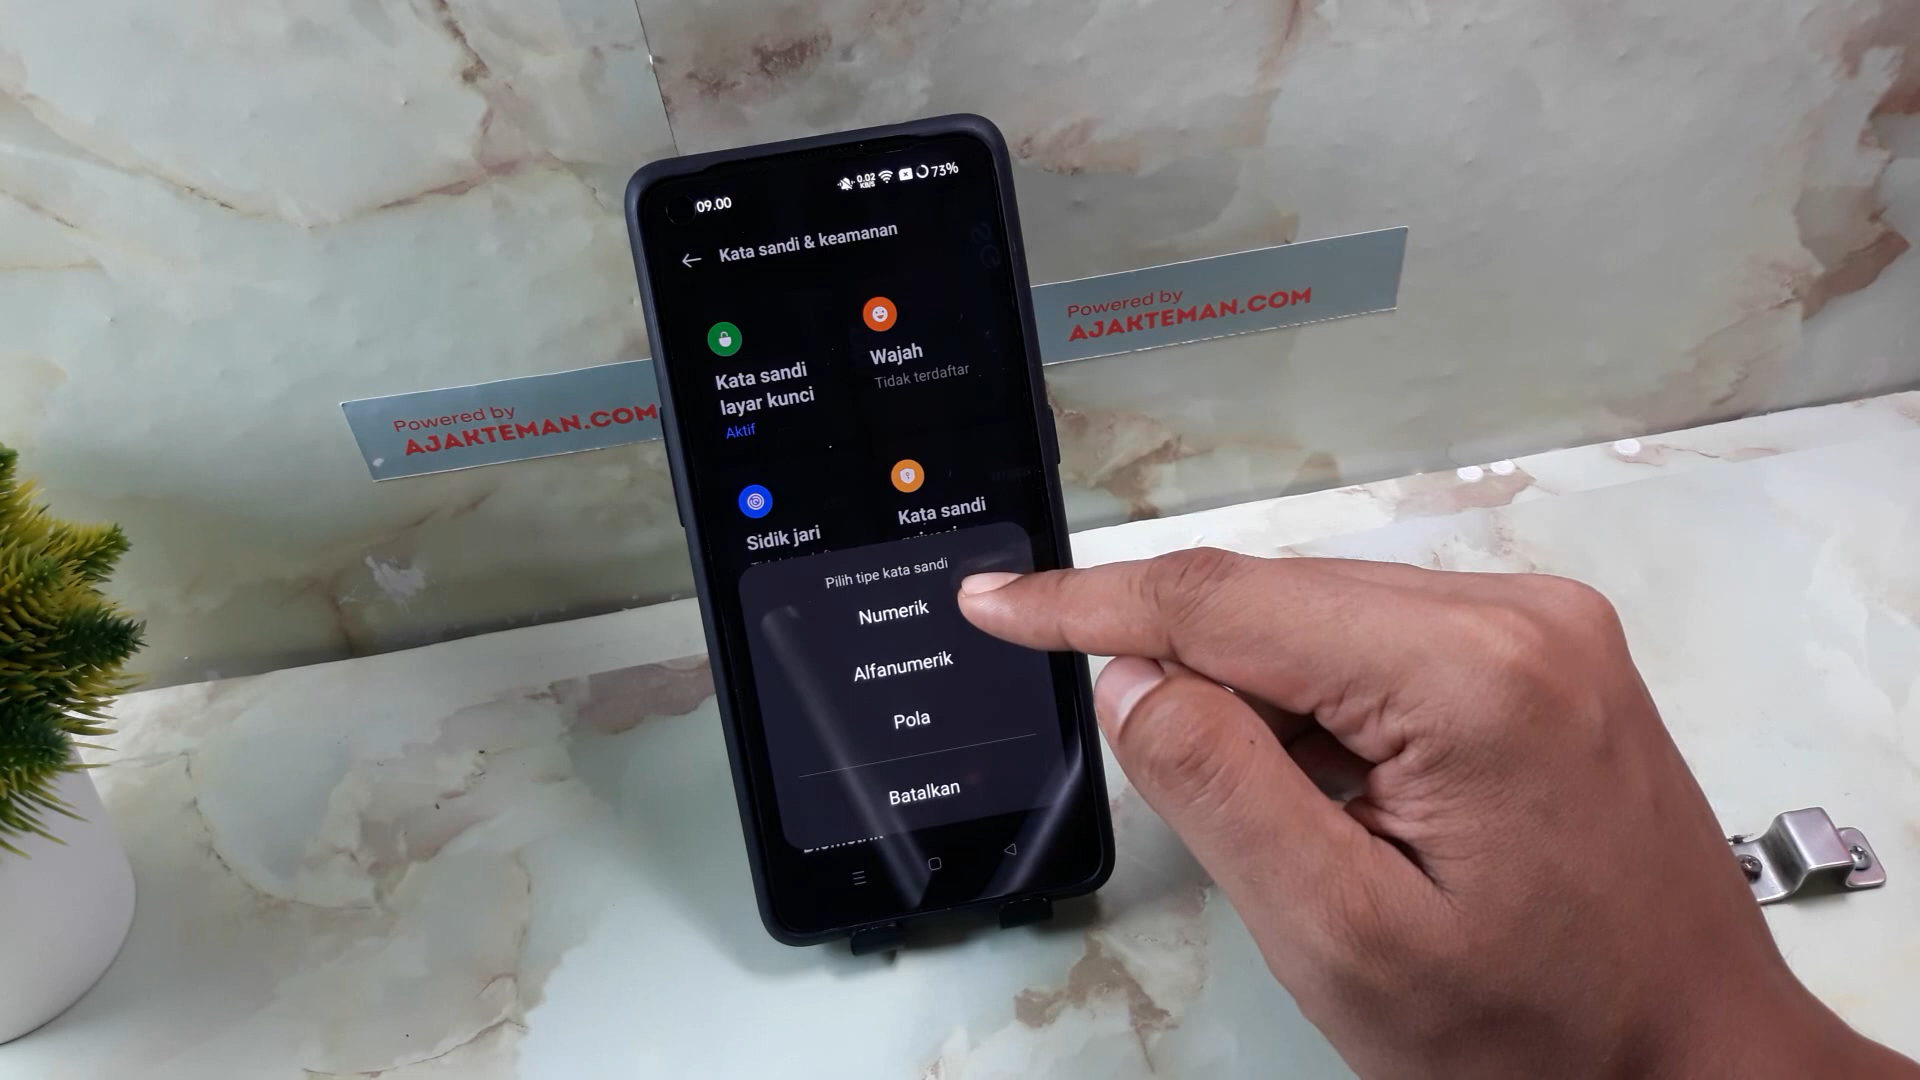 09.00
0.02
KB/S
73%
Kata sandi & keamanan
Kata sandi
layar kunci
Aktif
Wajah
Tidak terdaftar
Sidik jari
Kata sandi
Pilih tipe kata sandi
Numerik
Alfanumerik
Pola
Batalkan
Powered by
AJAKTEMAN.COM
Powered by
AJAKTEMAN.COM